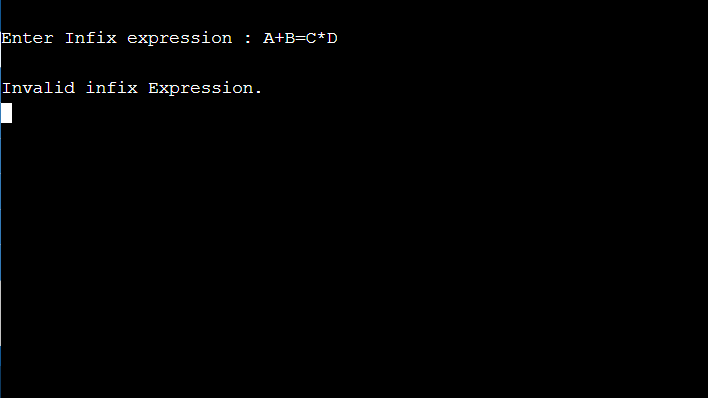 Enter Infix expression : A+B=C*D
Invalid infix Expression.